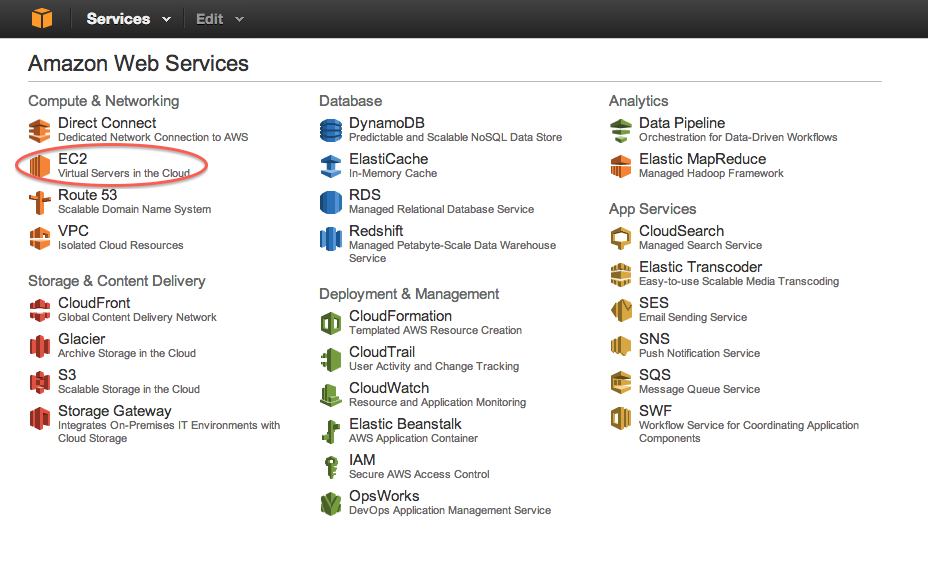 Services Edit
Amazon Web Services
Compute & Networking
Direct Connect
Dedicated Network Connection to AWS
EC2
Virtual Servers in the Cloud
Route 53
Scalable Domain Name System
VPC
Isolated Cloud Resources
Storage & Content Delivery
CloudFront
Global Content Delivery Network
Glacier
Archive Storage in the Cloud
S3
Scalable Storage in the Cloud
Storage Gateway
Integrates On-Premises IT Environments with
Cloud Storage
Database
DynamoDB
Predictable and Scalable NoSQL Data Store
ElastiCache
In-Memory Cache
RDS
Managed Relational Database Service
Redshift
Managed Petabyte-Scale Data Warehouse
Service
Deployment & Management
CloudFormation
Templated AWS Resource Creation
CloudTrail
User Activity and Change Tracking
CloudWatch
Resource and Application Monitoring
Elastic Beanstalk
AWS Application Container
IAM
Secure AWS Access Control
OpsWorks
DevOps Application Management Service
Analytics
Data Pipeline
Orchestration for Data-Driven Workflows
Elastic MapReduce
Managed Hadoop Framework
App Services
CloudSearch
Managed Search Service
Elastic Transcoder
Easy-to-use Scalable Media Transcoding
SES
Email Sending Service
SNS
Push Notification Service
SQS
Message Queue Service
SWF
Workflow Service for Coordinating Application
Components